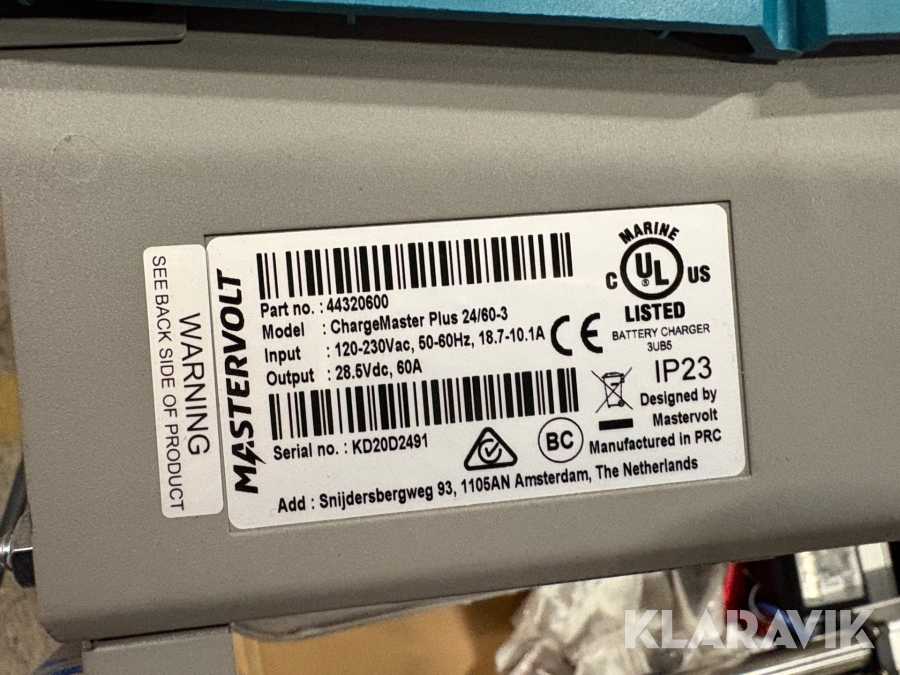 WARNING
SEE BACK SIDE OF PRODUCT
MASTERVOLT
Part no. : 44320600
Model : ChargeMaster Plus 24/60-3
Input : 120-230Vac, 50-60Hz, 18.7-10.1A
Output : 28.5Vdc, 60A
Serial no. : KD20D2491
CE
MARINE
C UL US
®
LISTED
BATTERY CHARGER
3UB5
IP23
Designed by
Mastervolt
Manufactured in PRC
BC
Add : Snijdersbergweg 93, 1105AN Amsterdam, The Netherlands
KLARAVIK